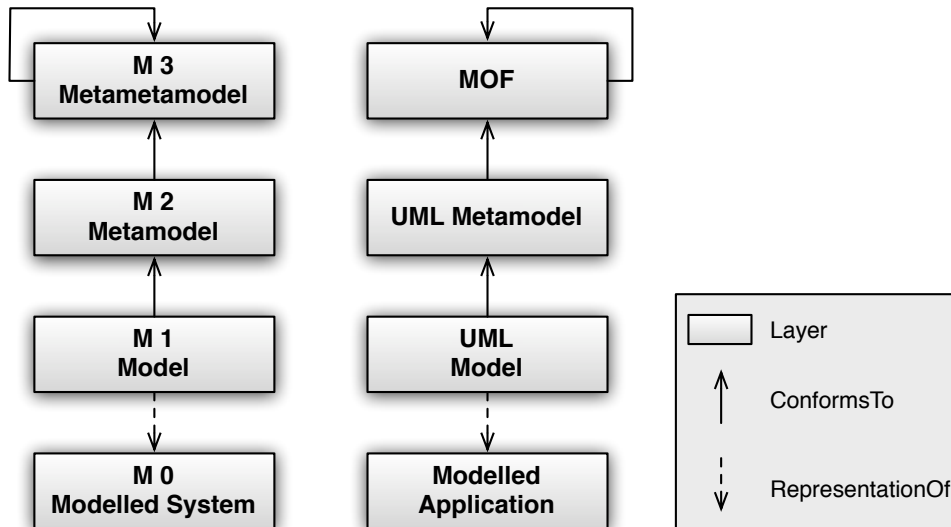 M 3
Metametamodel
MOF
M 2
Metamodel
UML Metamodel
M 1
Model
UML
Model
M 0
Modelled System
Modelled
Application
Layer
ConformsTo
RepresentationOf